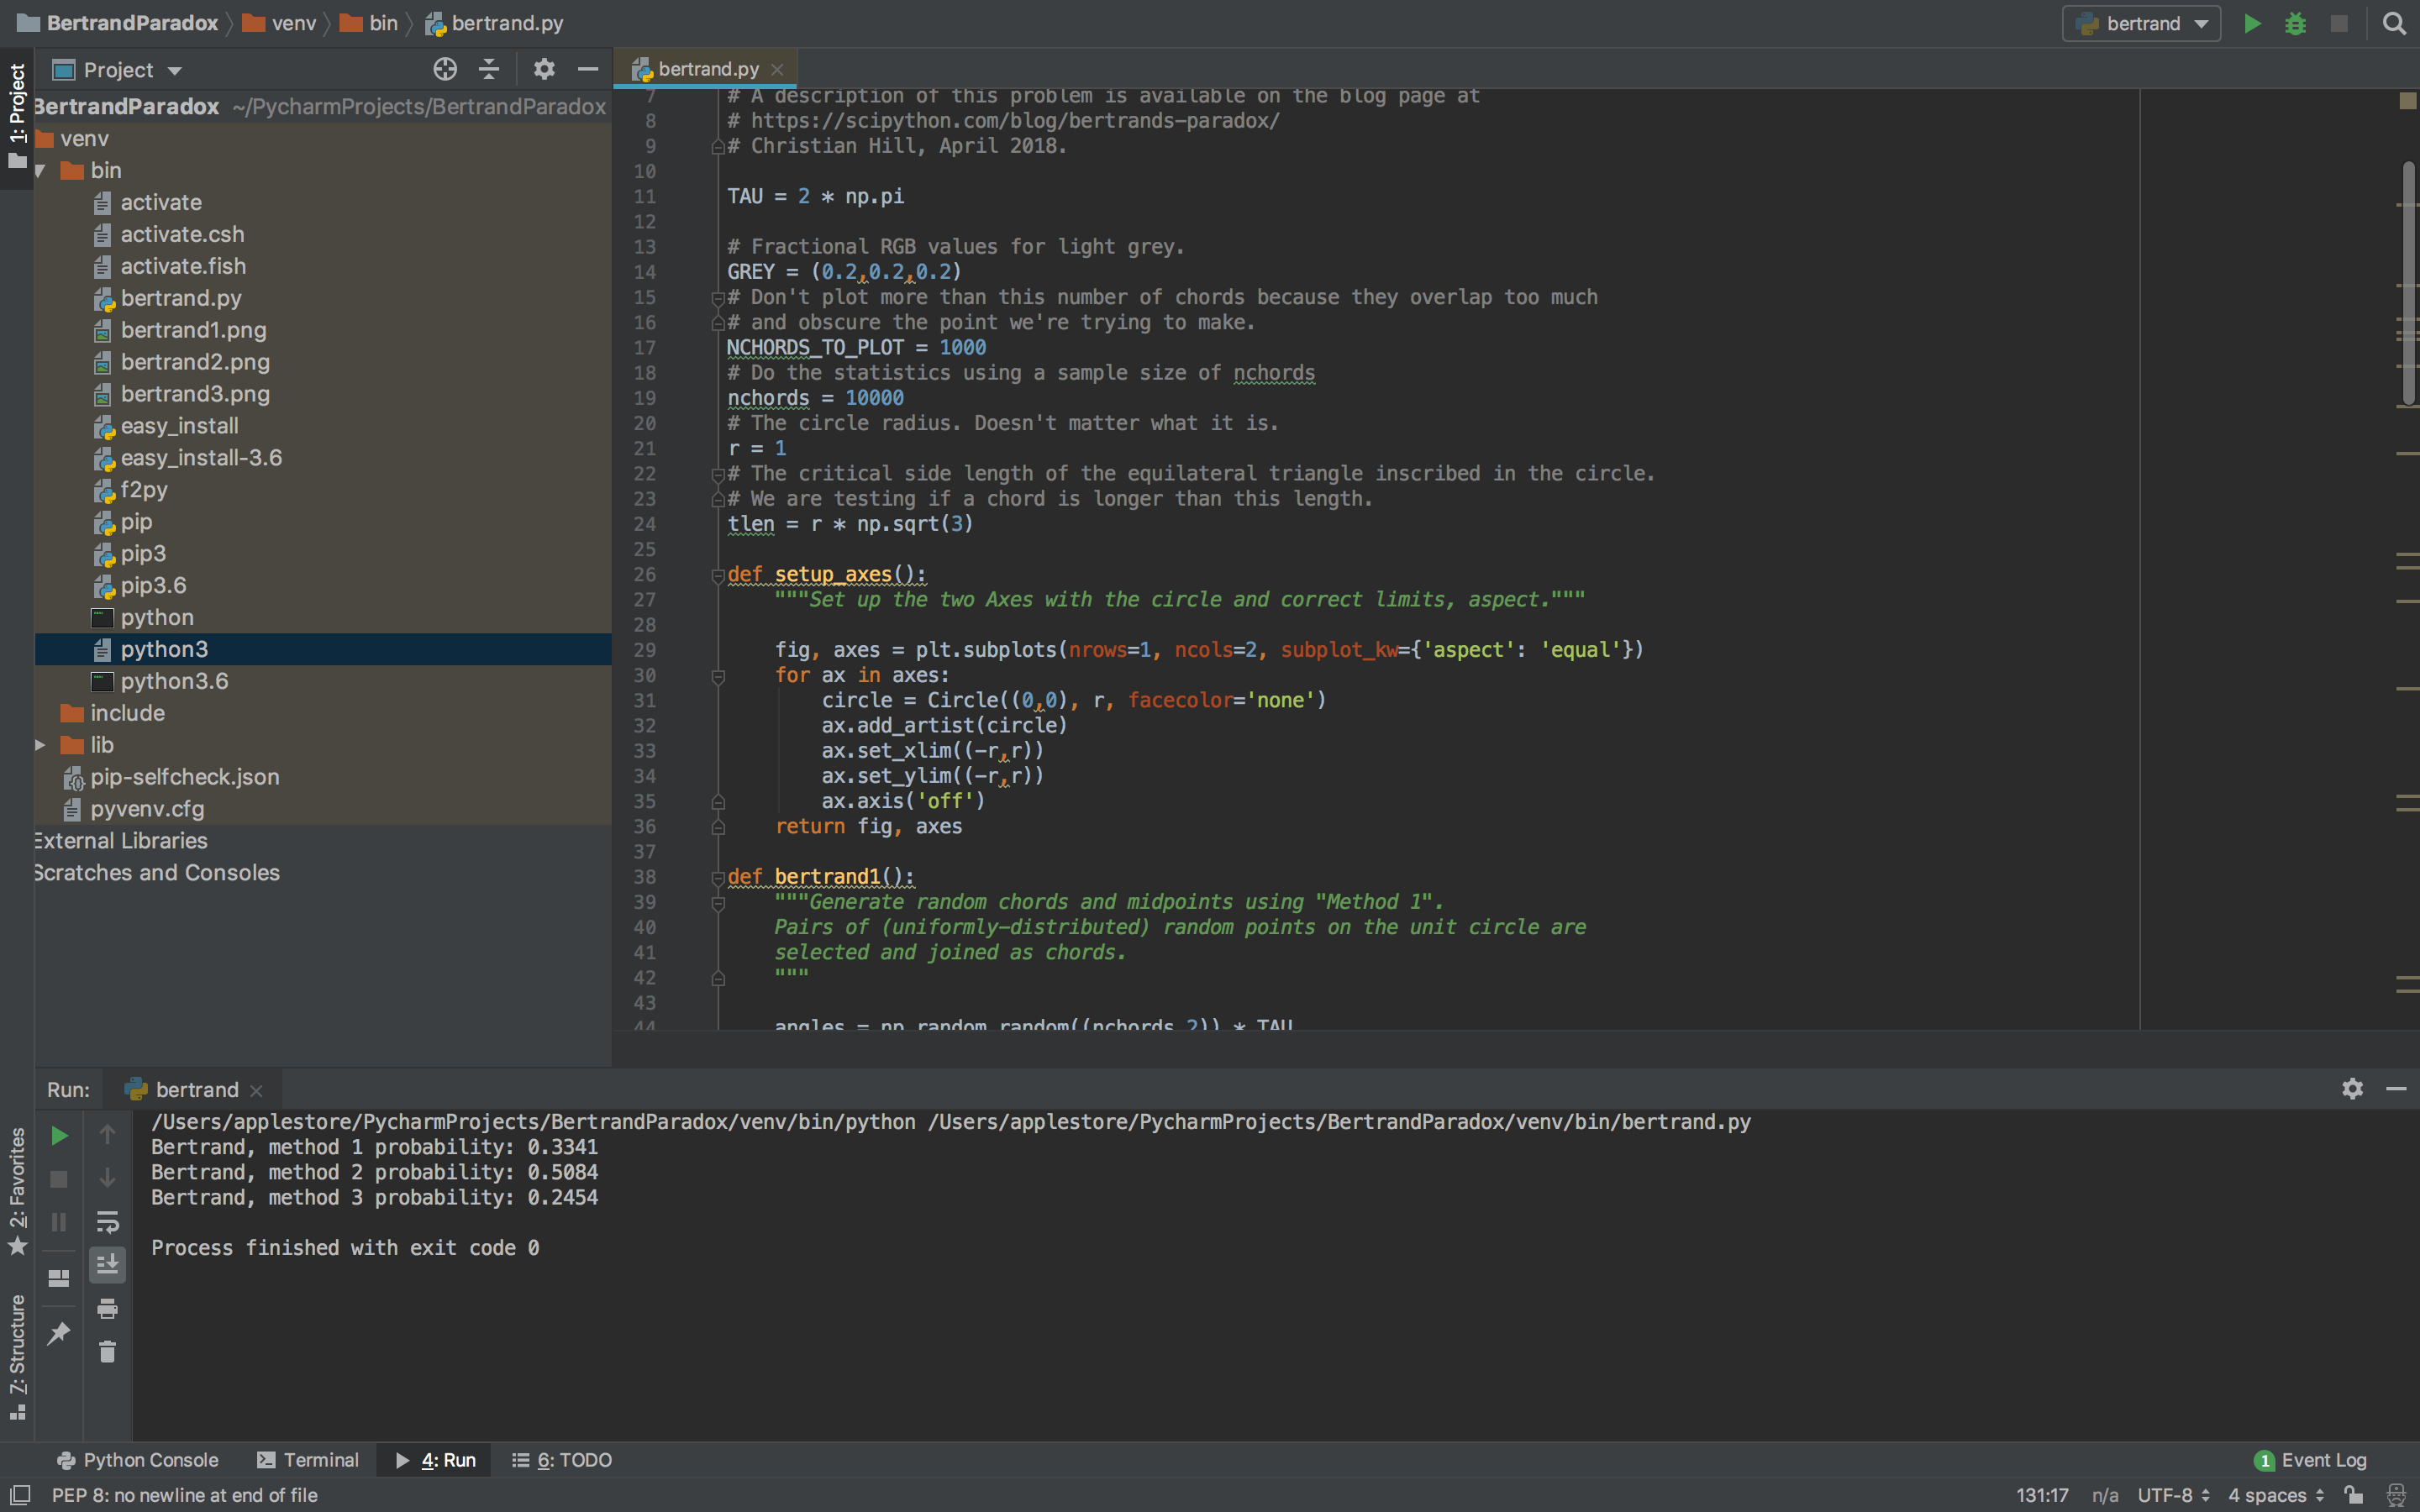 BertrandParadox venv bin bertrand.py bertrand
1: Project
Project
bertrand.py
BertrandParadox ~/PycharmProjects/BertrandParadox
venv
bin
activate
activate.csh
activate.fish
bertrand.py
bertrand1.png
bertrand2.png
bertrand3.png
easy_install
easy_install-3.6
f2py
pip
pip3
pip3.6
python
python3
python3.6
include
lib
pip-selfcheck.json
pyvenv.cfg
External Libraries
Scratches and Consoles
7 # A description of this problem is available on the blog page at
8 # https://scipython.com/blog/bertrands-paradox/
9 # Christian Hill, April 2018.
10
11 TAU = 2 * np.pi
12
13 # Fractional RGB values for light grey.
14 GREY = (0.2,0.2,0.2)
15 # Don't plot more than this number of chords because they overlap too much
16 # and obscure the point we're trying to make.
17 NCHORDS_TO_PLOT = 1000
18 # Do the statistics using a sample size of nchords
19 nchords = 10000
20 # The circle radius. Doesn't matter what it is.
21 r = 1
22 # The critical side length of the equilateral triangle inscribed in the circle.
23 # We are testing if a chord is longer than this length.
24 tlen = r * np.sqrt(3)
25
26 def setup_axes():
27 """Set up the two Axes with the circle and correct limits, aspect."""
28
29 fig, axes = plt.subplots(nrows=1, ncols=2, subplot_kw={'aspect': 'equal'})
30 for ax in axes:
31 circle = Circle((0,0), r, facecolor='none')
32 ax.add_artist(circle)
33 ax.set_xlim((-r,r))
34 ax.set_ylim((-r,r))
35 ax.axis('off')
36 return fig, axes
37
38 def bertrand1():
39 """Generate random chords and midpoints using "Method 1".
40 Pairs of (uniformly-distributed) random points on the unit circle are
41 selected and joined as chords.
42 """
43
44 angles = np.random.random((nchords,2)) * TAU
Run: bertrand
/Users/applestore/PycharmProjects/BertrandParadox/venv/bin/python /Users/applestore/PycharmProjects/BertrandParadox/venv/bin/bertrand.py
Bertrand, method 1 probability: 0.3341
Bertrand, method 2 probability: 0.5084
Bertrand, method 3 probability: 0.2454
Process finished with exit code 0
2: Favorites
7: Structure
Python Console Terminal 4: Run 6: TODO 1 Event Log
PEP 8: no newline at end of file 131:17 n/a UTF-8 4 spaces